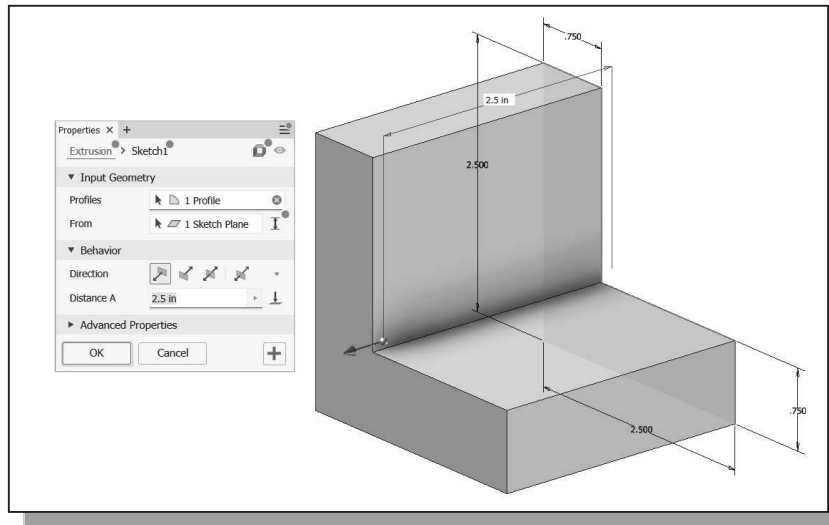 Properties × +
Extrusion > Sketch1
▼ Input Geometry
Profiles 1 Profile
From 1 Sketch Plane
▼ Behavior
Direction
Distance A 2.5 in
► Advanced Properties
OK Cancel +
.750
2.5 in
2.500
.750
2.500